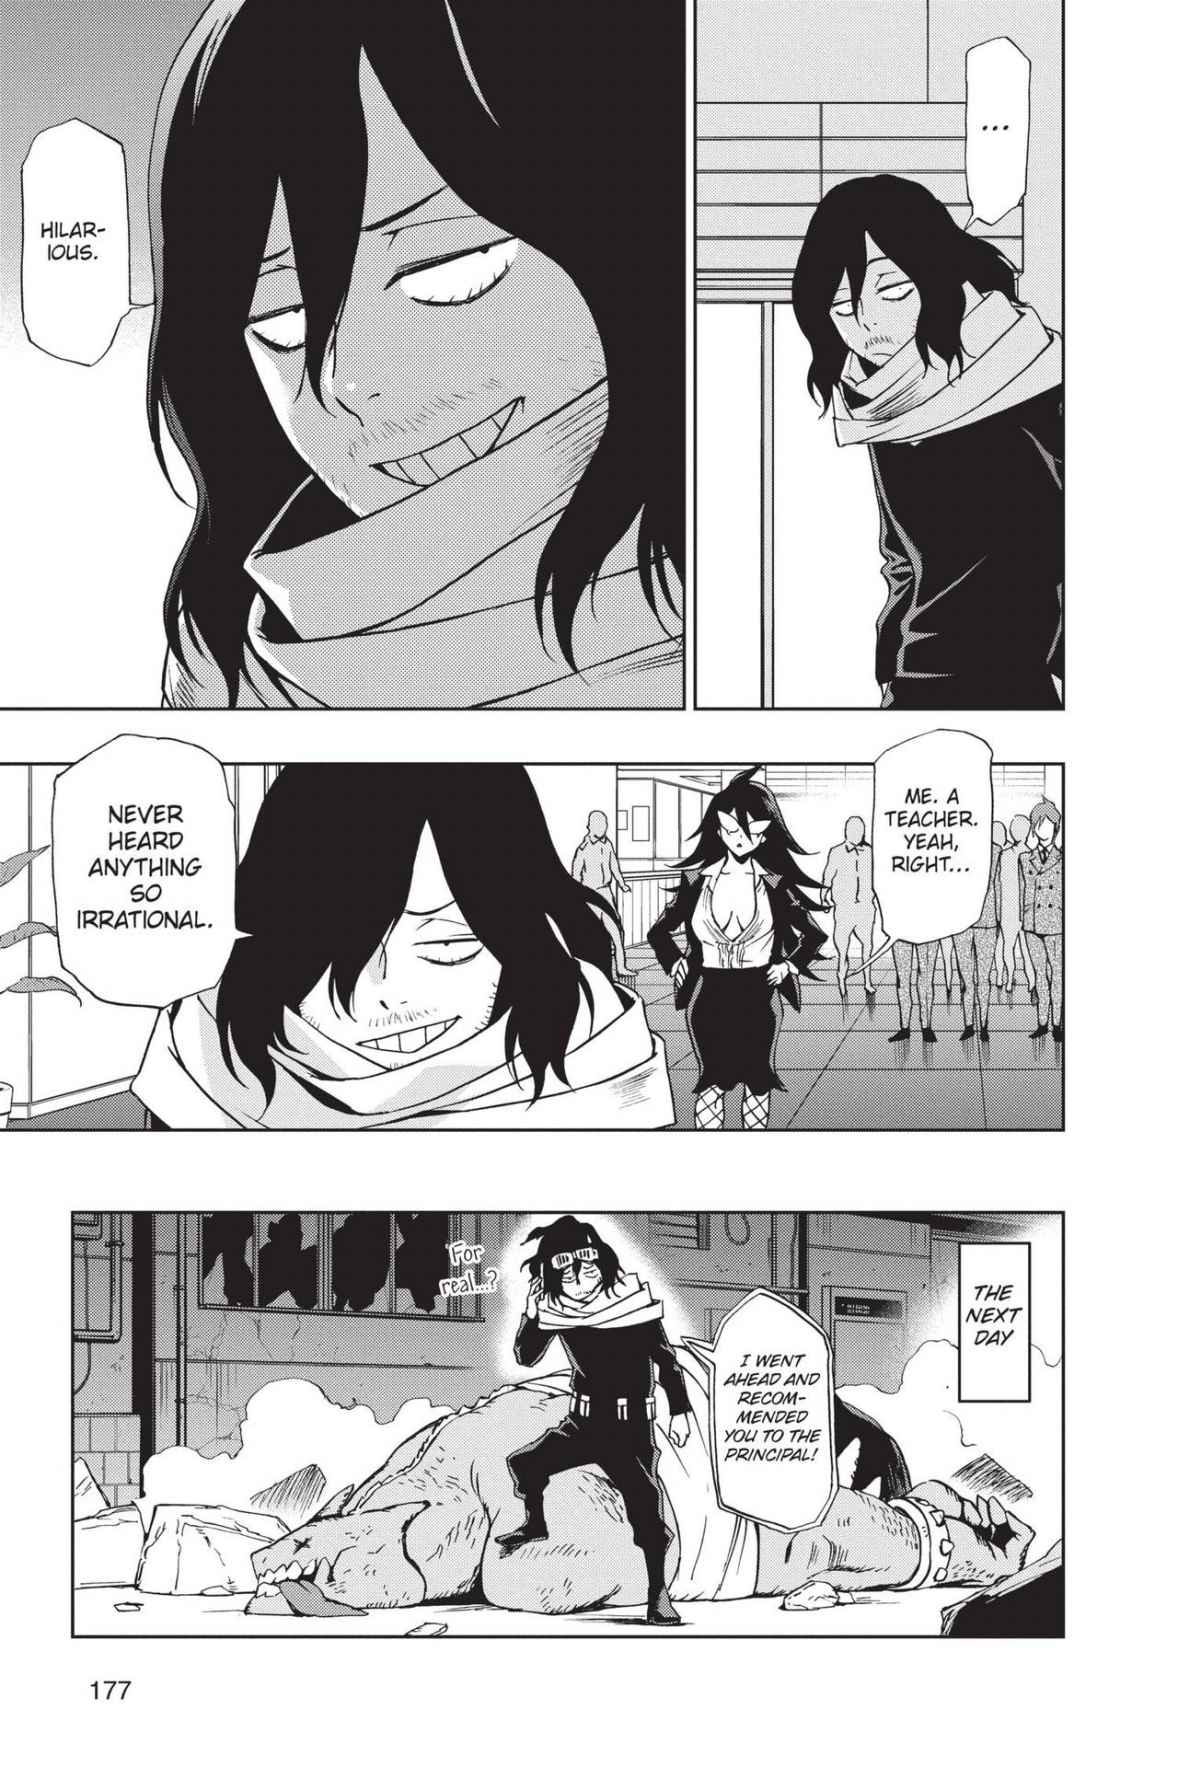 ...
HILAR-
IOUS.
ME. A
TEACHER.
YEAH,
RIGHT...
NEVER
HEARD
ANYTHING
SO
IRRATIONAL.
THE
NEXT
DAY
I WENT
AHEAD AND
RECOM-
MENDED
YOU TO THE
PRINCIPAL!
For
real...?
177